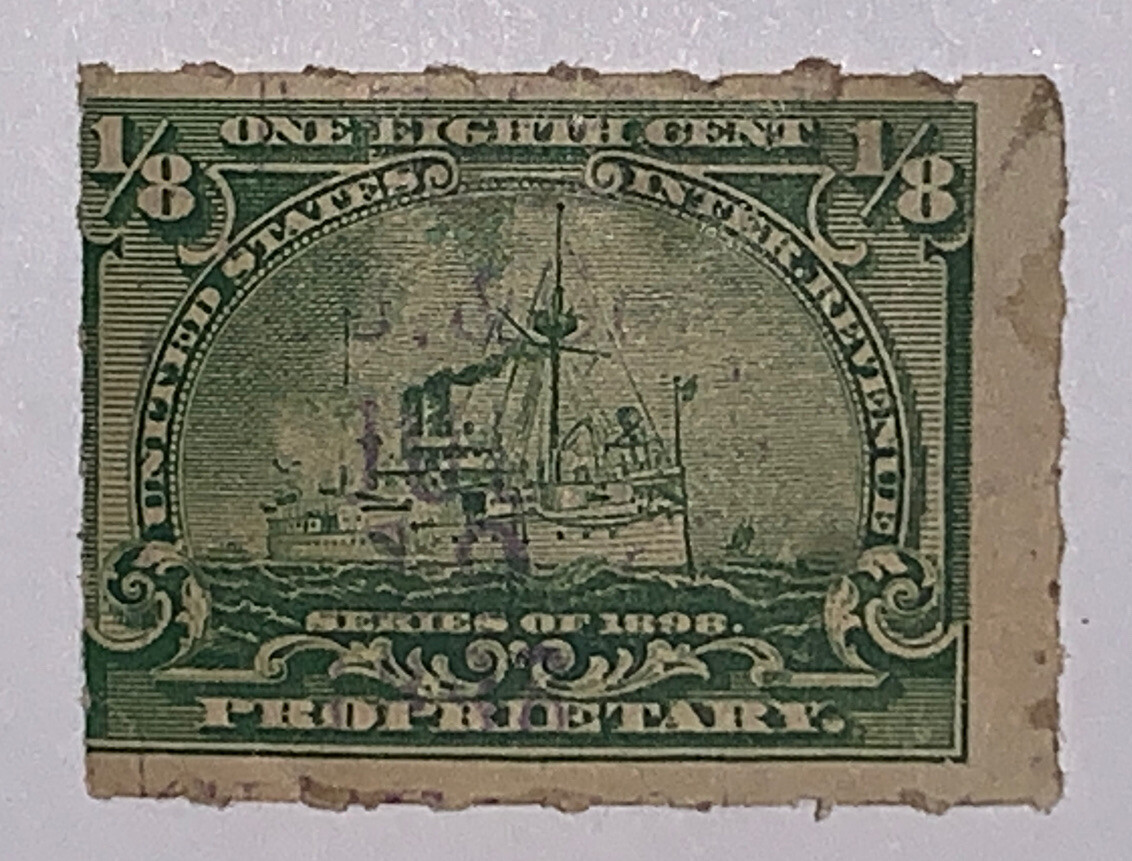 1/8 ONE EIGHTH CENT 1/8
UNITED STATES INTER. REVENUE
SERIES OF 1898.
PROPRIETARY.